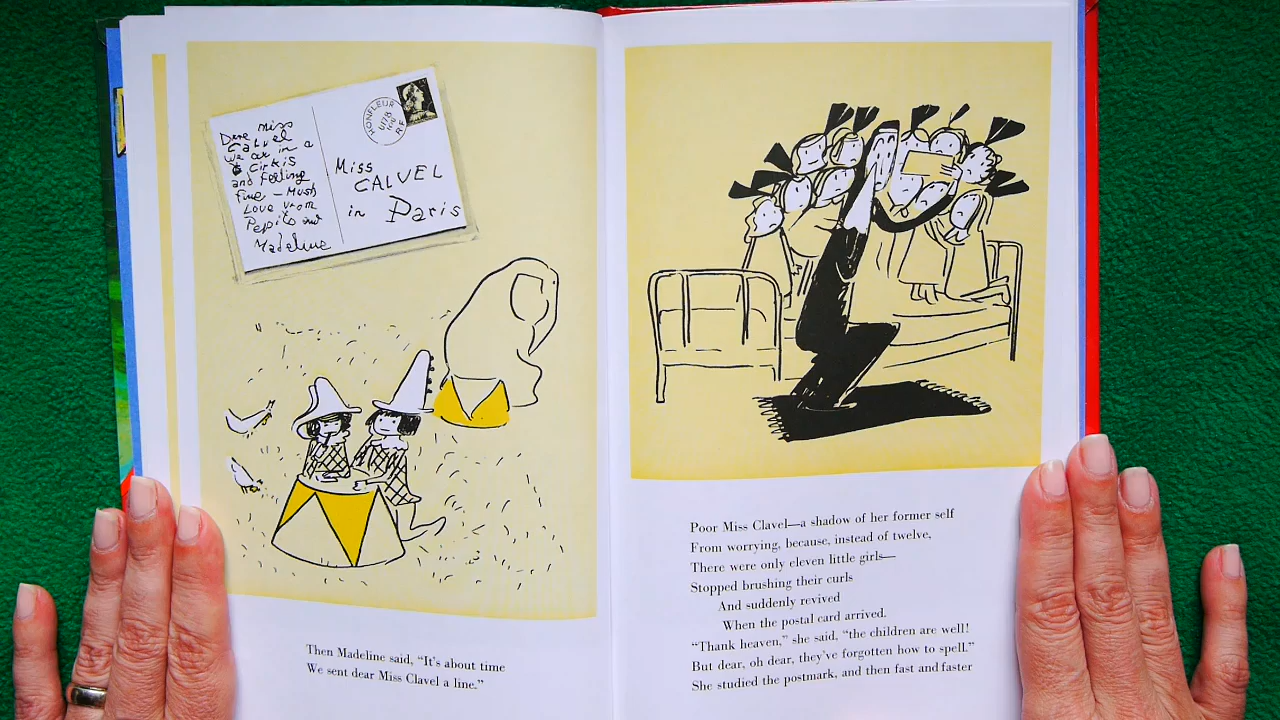 Dere Miss
Calvel
we are in a
Cirkis
and Feeling
Fine - Mush
Love from
Pepito and
Madeline
HONFLEUR
RF
Miss
CALVEL
in Paris
Then Madeline said, “It’s about time
We sent dear Miss Clavel a line.”
Poor Miss Clavel—a shadow of her former self
From worrying, because, instead of twelve,
There were only eleven little girls—
Stopped brushing their curls
And suddenly revived
When the postal card arrived.
“Thank heaven,” she said, “the children are well!
But dear, oh dear, they’ve forgotten how to spell.”
She studied the postmark, and then fast and faster